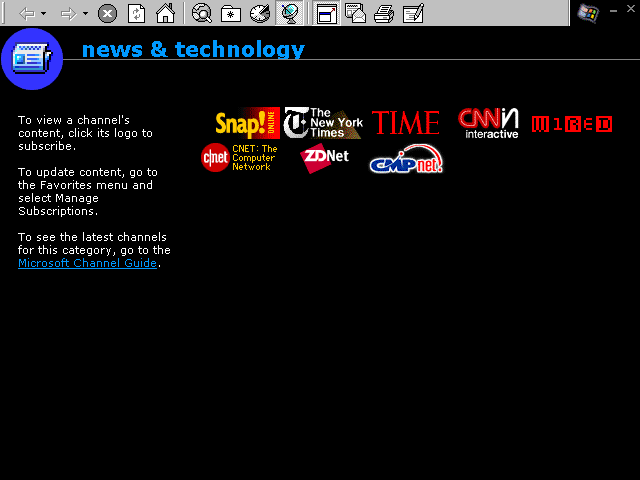 news & technology
To view a channel's
content, click its logo to
subscribe.
To update content, go to
the Favorites menu and
select Manage
Subscriptions.
To see the latest channels
for this category, go to the
Microsoft Channel Guide.
Snap! ONLINE
The
New York
Times
TIME
CNN
interactive
WIRED
c|net
CNET: The
Computer
Network
ZDNet
CMPnet.